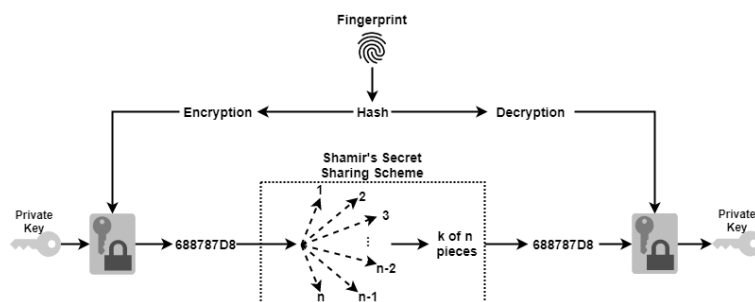 Fingerprint
Encryption
Hash
Decryption
Shamir's Secret
Sharing Scheme
Private
Key
688787D8
1
2
3
⋮
n-2
n-1
n
k of n
pieces
688787D8
Private
Key